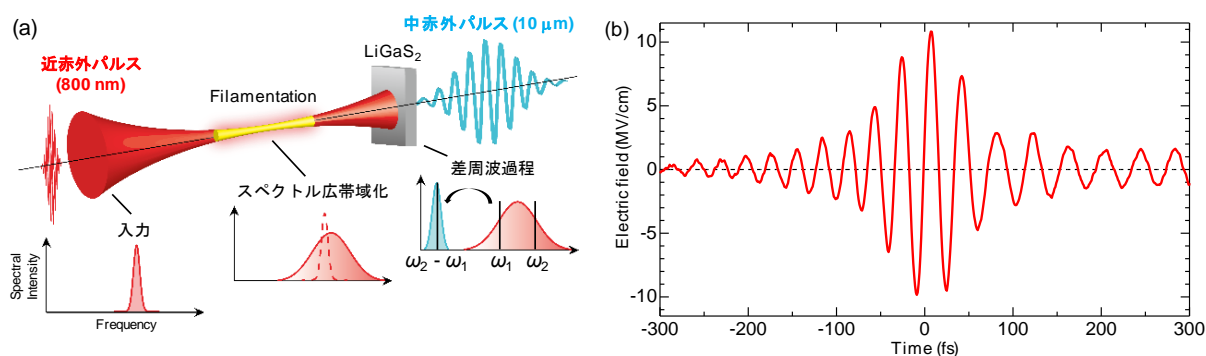 (a)
近赤外パルス
(800 nm)
Filamentation
LiGaS2
中赤外パルス (10 μm)
入力
スペクトル広帯域化
差周波過程
Spectral
Intensity
Frequency
ω2 - ω1
ω1
ω2
(b)
Electric field (MV/cm)
10
5
0
-5
-10
-300
-200
-100
0
100
200
300
Time (fs)